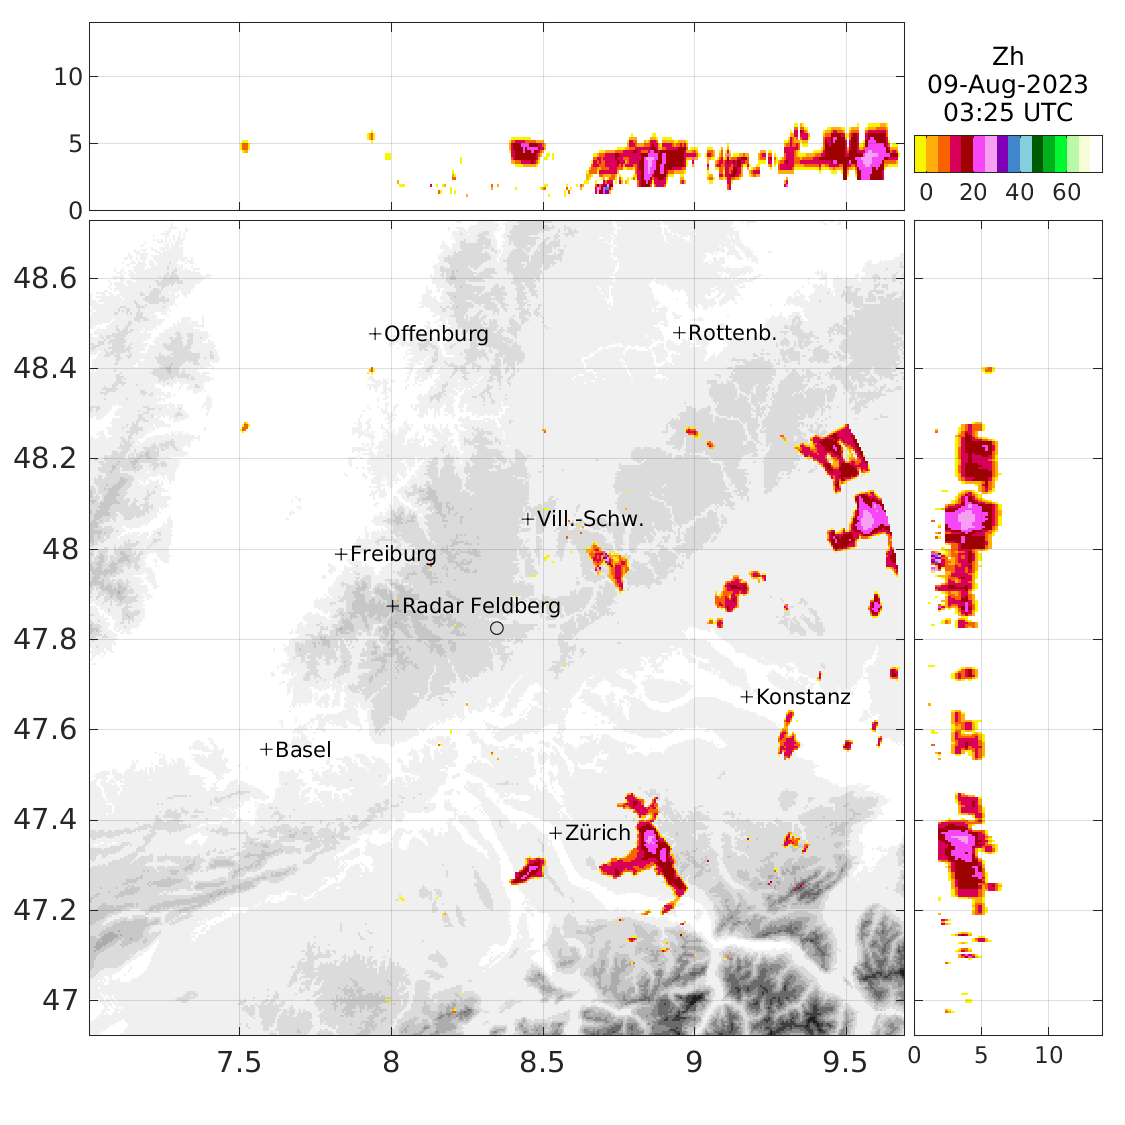 Zh
09-Aug-2023
03:25 UTC
10
5
0
0 20 40 60
48.6
48.4
48.2
48
47.8
47.6
47.4
47.2
47
+Offenburg
+Rottenb.
+Vill.-Schw.
+Freiburg
+Radar Feldberg
+Konstanz
+Basel
+Zürich
7.5 8 8.5 9 9.5
0 5 10